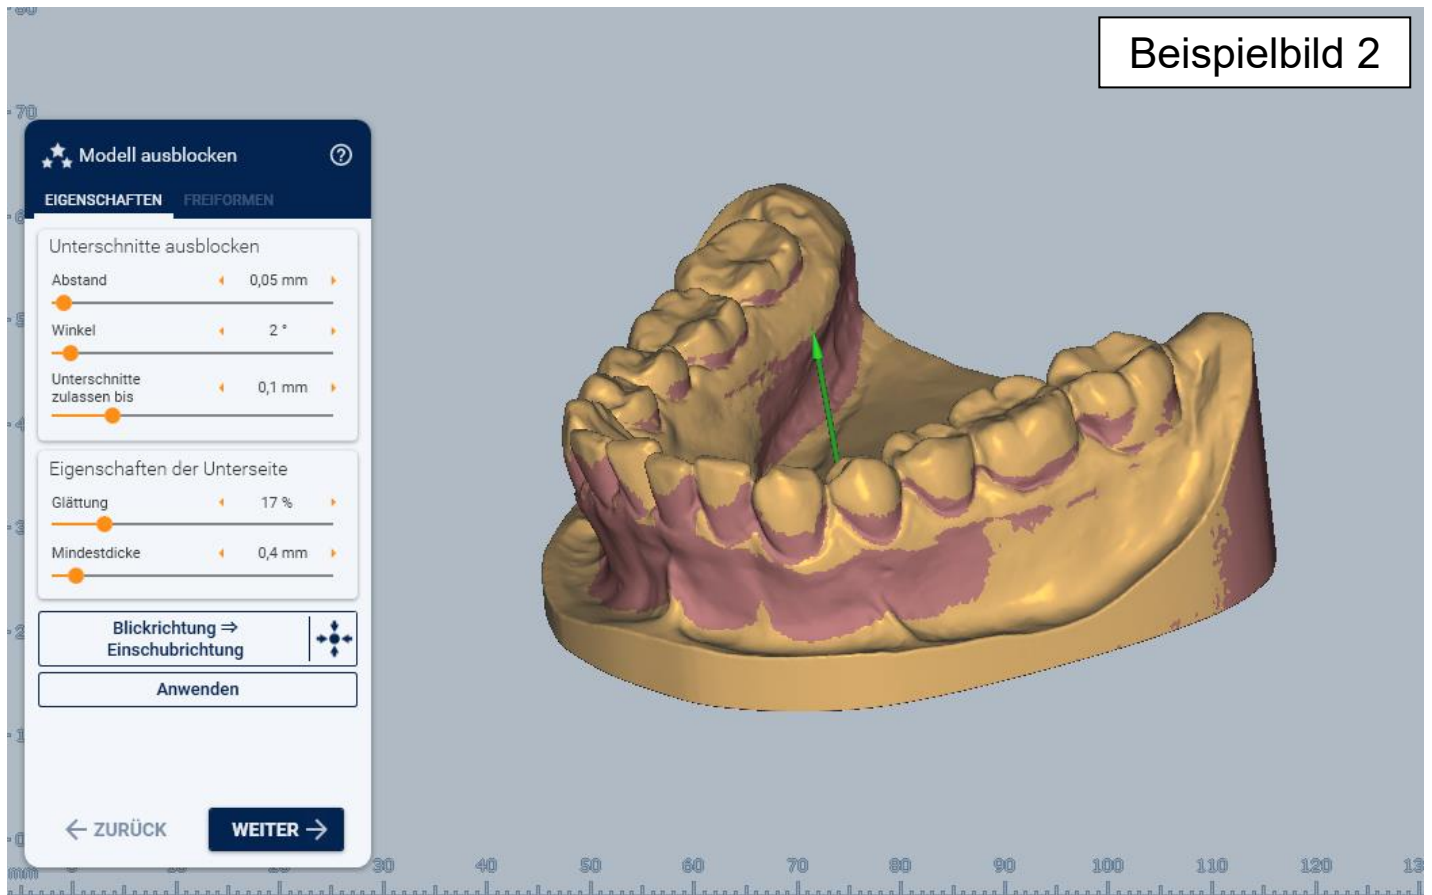 Beispielbild 2
Modell ausblocken
EIGENSCHAFTEN FREIFORMEN
Unterschnitte ausblocken
Abstand 0,05 mm
Winkel 2 °
Unterschnitte
zulassen bis 0,1 mm
Eigenschaften der Unterseite
Glättung 17 %
Mindestdicke 0,4 mm
Blickrichtung ⇒
Einschubrichtung
Anwenden
← ZURÜCK WEITER →
80
70
mm
30 40 50 60 70 80 90 100 110 120